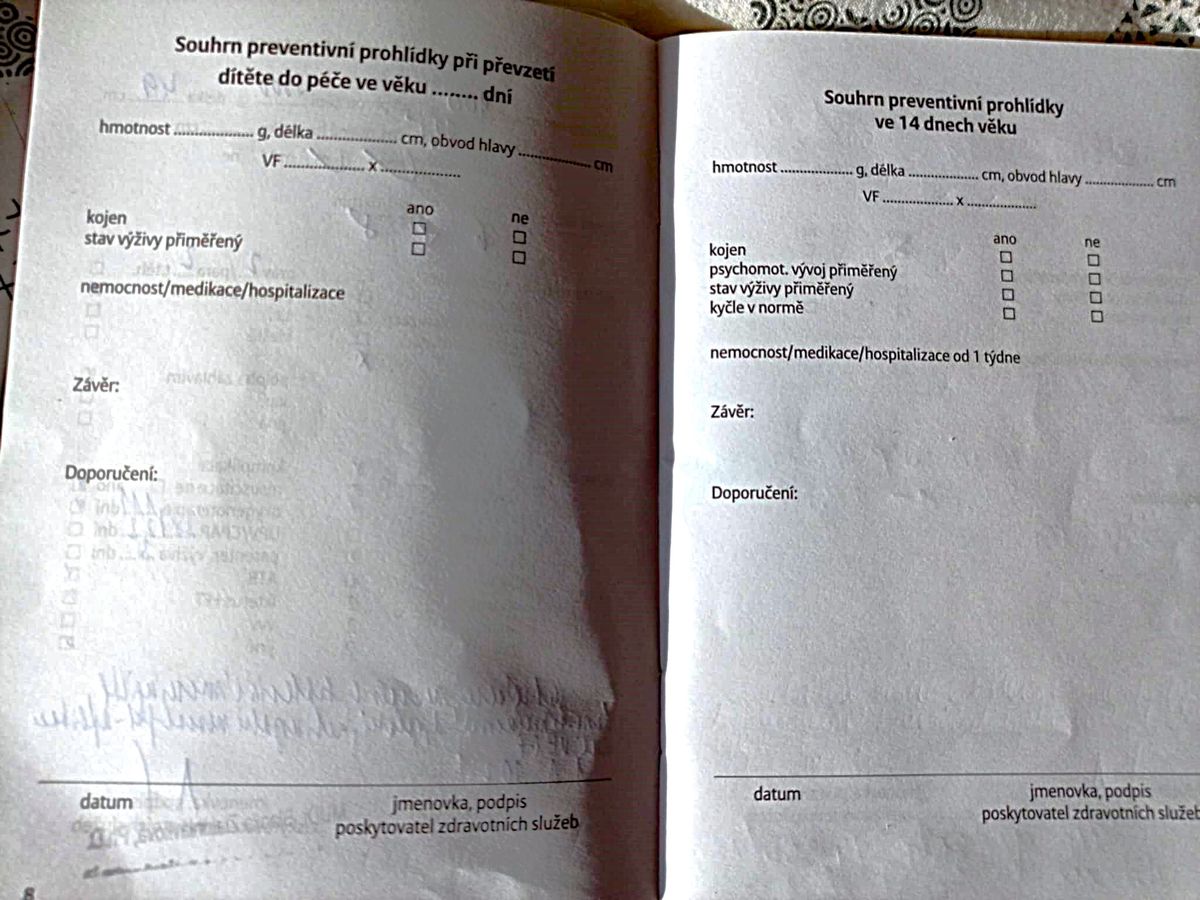 Souhrn preventivní prohlídky při převzetí
dítěte do péče ve věku ........ dní
hmotnost ................... g, délka ................... cm, obvod hlavy ................. cm
VF ................... x ...................
ano ne
kojen
stav výživy přiměřený
nemocnost/medikace/hospitalizace
Závěr:
Doporučení:
datum jmenovka, podpis
poskytovatel zdravotních služeb
8
Souhrn preventivní prohlídky
ve 14 dnech věku
hmotnost ................. g, délka ................. cm, obvod hlavy ................. cm
VF ................. x .................
ano ne
kojen
psychomot. vývoj přiměřený
stav výživy přiměřený
kyčle v normě
nemocnost/medikace/hospitalizace od 1 týdne
Závěr:
Doporučení:
datum jmenovka, podpis
poskytovatel zdravotních služeb